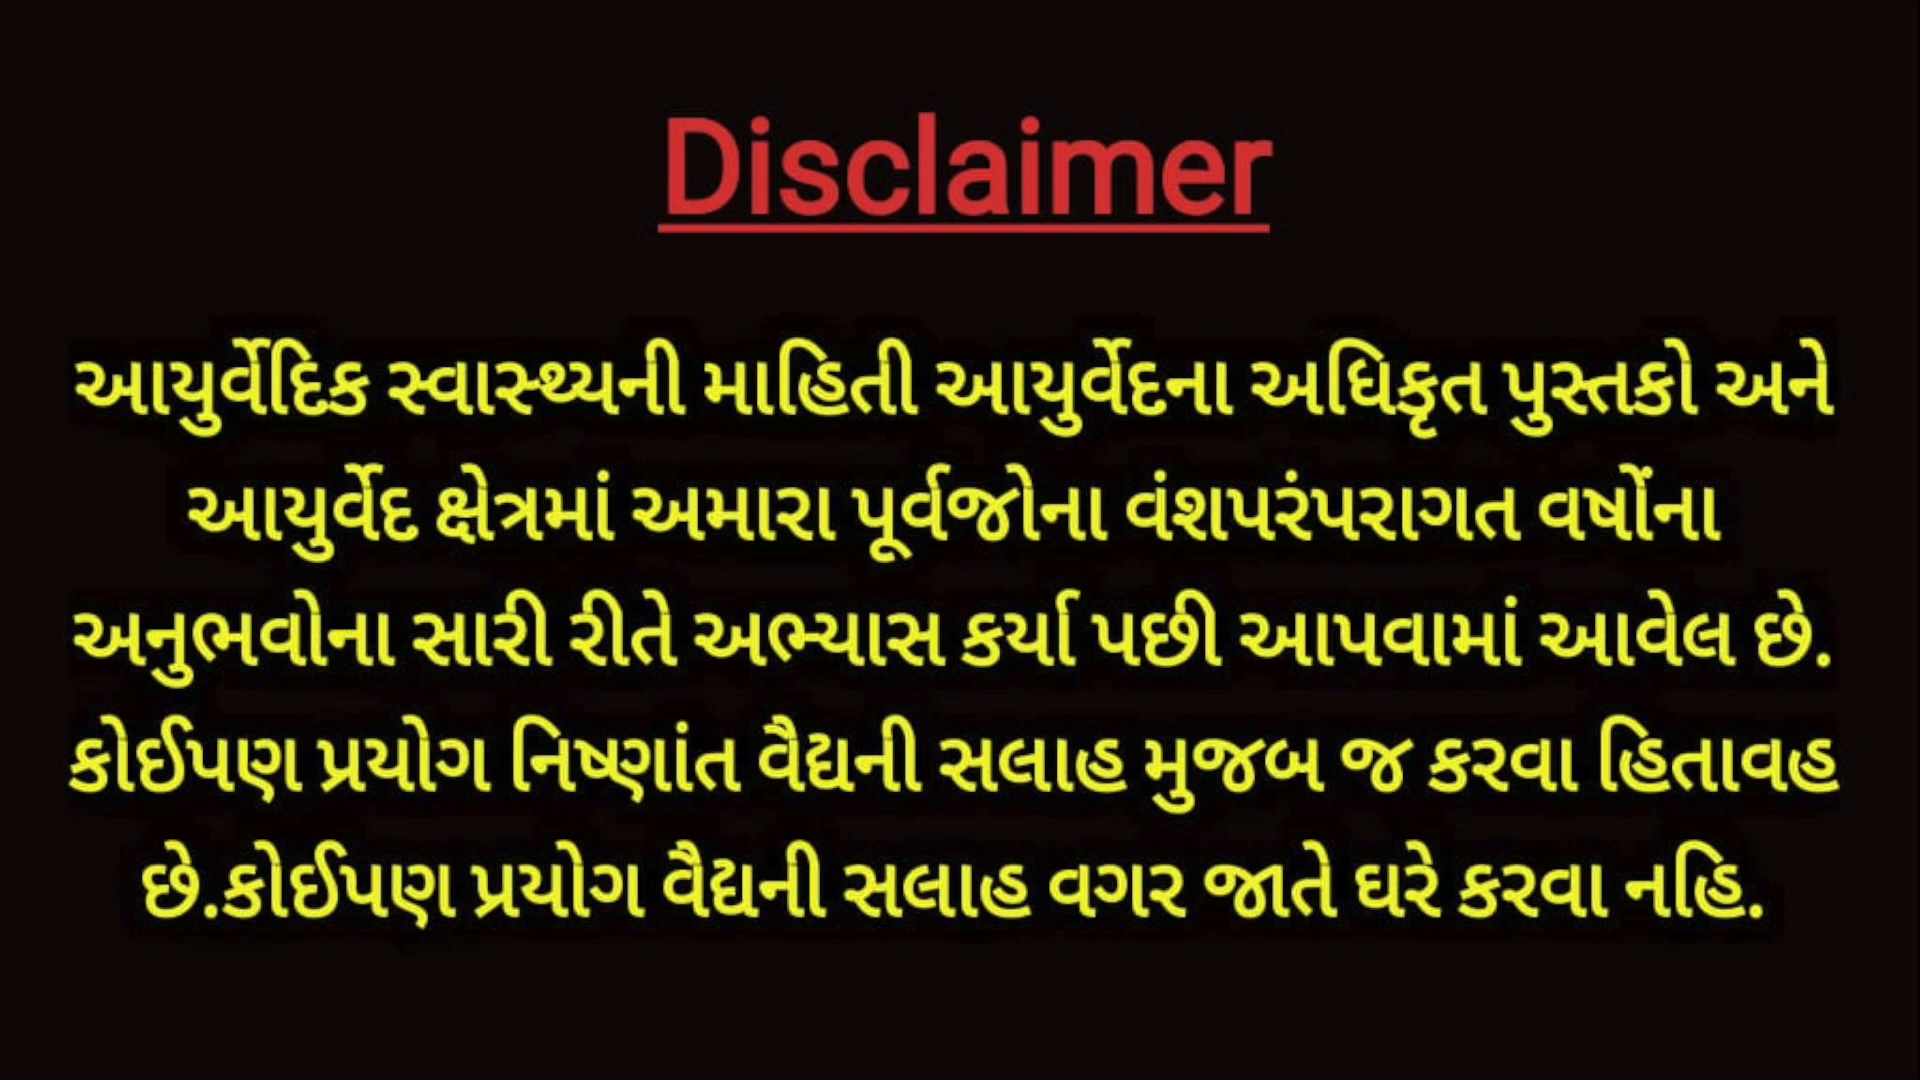 Disclaimer
આયુર્વેદિક સ્વાસ્થ્યની માહિતી આયુર્વેદના અધિકૃત પુસ્તકો અને
આયુર્વેદ ક્ષેત્રમાં અમારા પૂર્વજોના વંશપરંપરાગત વર્ષોના
અનુભવોના સારી રીતે અભ્યાસ કર્યા પછી આપવામાં આવેલ છે.
કોઈપણ પ્રયોગ નિષ્ણાંત વૈદ્યની સલાહ મુજબ જ કરવા હિતાવહ
છે.કોઈપણ પ્રયોગ વૈદ્યની સલાહ વગર જાતે ઘરે કરવા નહિ.